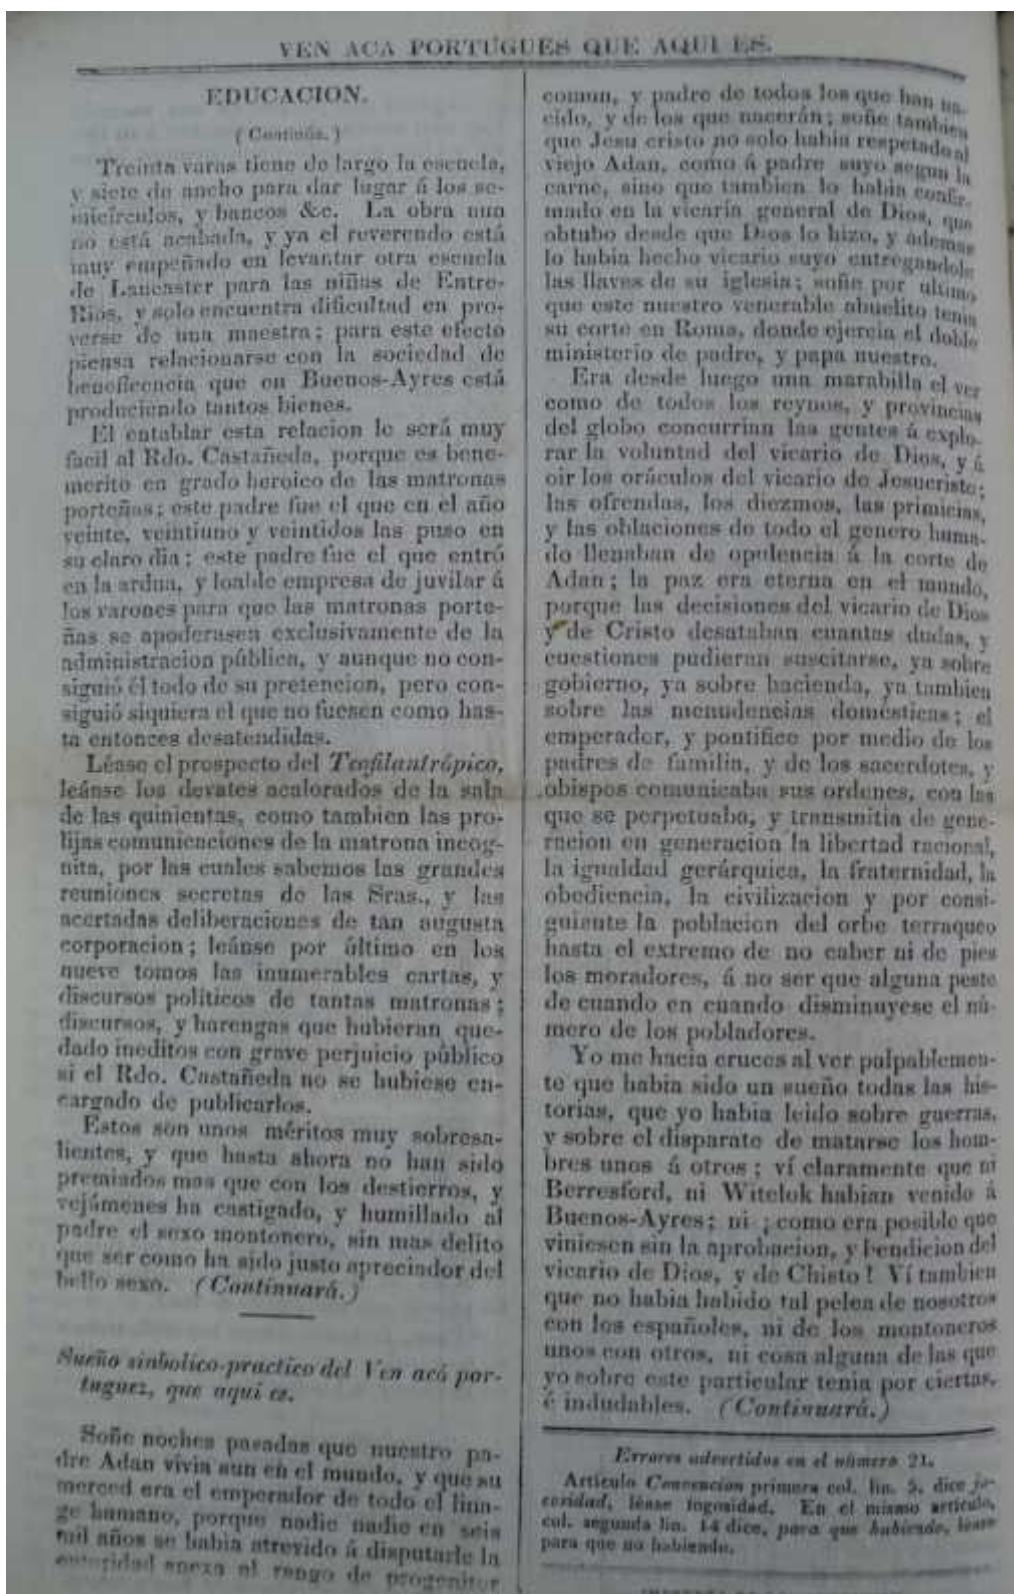 VEN ACA PORTUGUES QUE AQUI ES.
EDUCACION.
(Continúa.)
Treinta varas tiene de largo la escuela,
y siete de ancho para dar lugar á los se-
micírculos, y bancos &c. La obra aun
no está acabada, y ya el reverendo está
muy empeñado en levantar otra escuela
de Lancaster para las niñas de Entre-
Rios, y solo encuentra dificultad en pro-
verse de una maestra; para este efecto
piensa relacionarse con la sociedad de
beneficencia que en Buenos-Ayres está
produciendo tantos bienes.
El entablar esta relacion le será muy
facil al Rdo. Castañeda, porque es bene-
merito en grado heroico de las matronas
porteñas; este padre fue el que en el año
veinte, veintiuno y veintidos las puso en
su claro dia; este padre fue el que entró
en la ardua, y loable empresa de juvilar á
los varones para que las matronas porte-
ñas se apoderasen exclusivamente de la
administracion pública, y aunque no con-
siguió él todo de su pretencion, pero con-
siguió siquiera el que no fuesen como has-
ta entonces desatendidas.
Léase el prospecto del Teofilantrópico,
leánse los devates acalorados de la sala
de las quinientas, como tambien las pro-
lijas comunicaciones de la matrona incog-
nita, por las cuales sabemos las grandes
reuniones secretas de las Sras., y las
acertadas deliberaciones de tan augusta
corporacion; leánse por último en los
nueve tomos las inumerables cartas, y
discursos políticos de tantas matronas;
discursos, y harengas que hubieran que-
dado ineditos con grave perjuicio público
si el Rdo. Castañeda no se hubiese en-
cargado de publicarlos.
Estos son unos méritos muy sobresa-
lientes, y que hasta ahora no han sido
premiados mas que con los destierros, y
vejámenes ha castigado, y humillado al
padre el sexo montonero, sin mas delito
que ser como ha sido justo apreciador del
bello sexo. (Continuará.)
Sueño sinbolico-practico del Ven acá por-
tuguez, que aqui es.
Soñe noches pasadas que nuestro pa-
dre Adan vivia aun en el mundo, y que su
merced era el emperador de todo el lina-
ge humano, porque nadie nadie en seis
mil años se habia atrevido á disputarle la
autoridad anexa al rango de progenitor
comun, y padre de todos los que han na-
cido, y de los que nacerán; soñe tambien
que Jesu cristo no solo habia respetado al
viejo Adan, como á padre suyo segun la
carne, sino que tambien lo habia confir-
mado en la vicaría general de Dios, que
obtubo desde que Dios lo hizo, y ademas
lo habia hecho vicario suyo entregandole
las llaves de su iglesia; soñe por ultimo
que este nuestro venerable abuelito tenia
su corte en Roma, donde ejercia el doble
ministerio de padre, y papa nuestro.
Era desde luego una marabilla el ver
como de todos los reynos, y provincias
del globo concurrian las gentes á explo-
rar la voluntad del vicario de Dios, y á
oir los oráculos del vicario de Jesucristo;
las ofrendas, los diezmos, las primicias,
y las oblaciones de todo el genero huma-
do llenaban de opulencia á la corte de
Adan; la paz era eterna en el mundo,
porque las decisiones del vicario de Dios
y de Cristo desataban cuantas dudas, y
cuestiones pudieran suscitarse, ya sobre
gobierno, ya sobre hacienda, ya tambien
sobre las menudencias domésticas; el
emperador, y pontifice por medio de los
padres de familia, y de los sacerdotes, y
obispos comunicaba sus ordenes, con las
que se perpetuaba, y transmitia de gene-
racion en generacion la libertad racional,
la igualdad gerárquica, la fraternidad, la
obediencia, la civilizacion y por consi-
guiente la poblacion del orbe terraqueo
hasta el extremo de no caber ni de pies
los moradores, á no ser que alguna peste
de cuando en cuando disminuyese el nú-
mero de los pobladores.
Yo me hacia cruces al ver palpablemen-
te que habia sido un sueño todas las his-
torias, que yo habia leido sobre guerras,
y sobre el disparate de matarse los hom-
bres unos á otros; ví claramente que ni
Berresford, ni Witelok habian venido á
Buenos-Ayres; ni ¡como era posible que
viniesen sin la aprobacion, y bendicion del
vicario de Dios, y de Chisto! Ví tambien
que no habia habido tal pelea de nosotros
con los españoles, ni de los montoneros
unos con otros, ni cosa alguna de las que
yo sobre este particular tenia por ciertas,
é indudables. (Continuará.)
Errores advertidos en el número 21.
Artículo Convencion primera col. lin. 5. dice jo-
coridad, léase fogosidad. En el mismo artículo,
col. segunda lin. 14 dice, para que habiendo, léase
para que no habiendo.